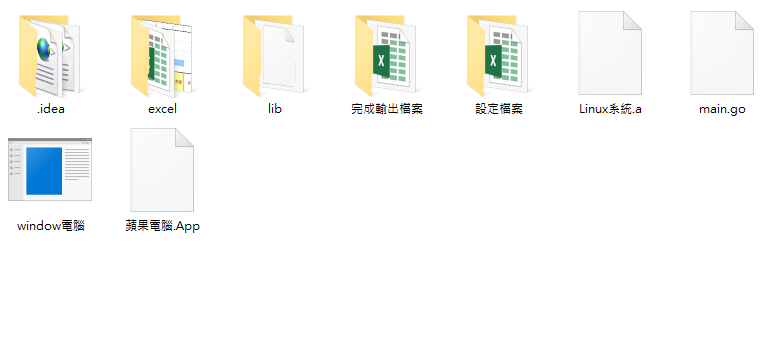 .idea
excel
lib
完成輸出檔案
設定檔案
Linux系統.a
main.go
window電腦
蘋果電腦.App